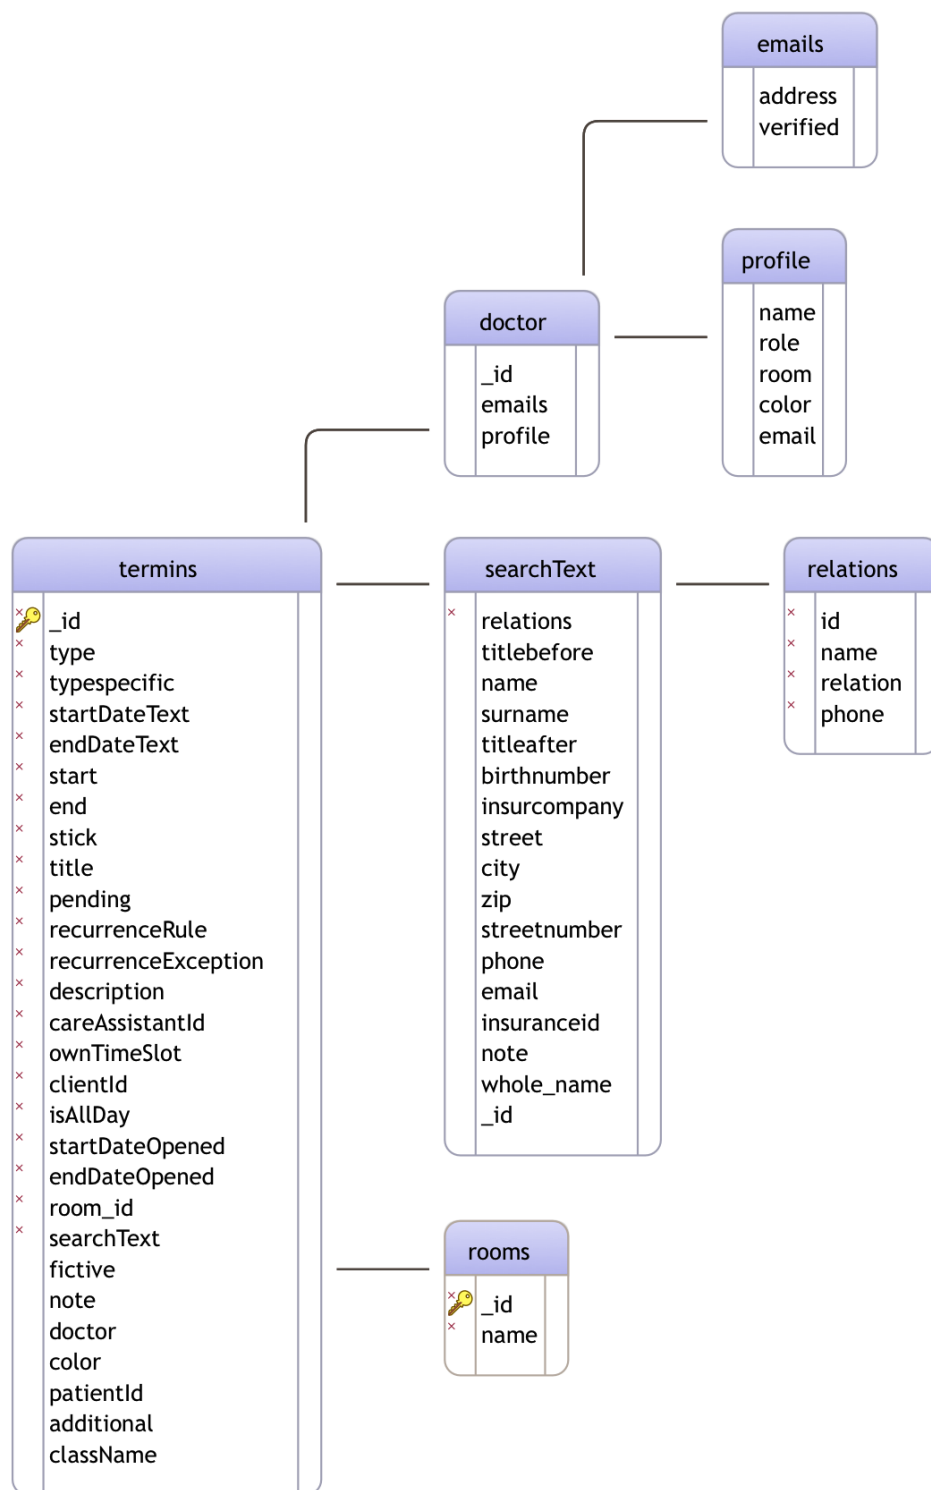 emails
address
verified
profile
name
role
room
color
email
doctor
_id
emails
profile
termins
_id
type
typespecific
startDateText
endDateText
start
end
stick
title
pending
recurrenceRule
recurrenceException
description
careAssistantId
ownTimeSlot
clientId
isAllDay
startDateOpened
endDateOpened
room_id
searchText
fictive
note
doctor
color
patientId
additional
className
searchText
relations
titlebefore
name
surname
titleafter
birthnumber
insurcompany
street
city
zip
streetnumber
phone
email
insuranceid
note
whole_name
_id
relations
id
name
relation
phone
rooms
_id
name